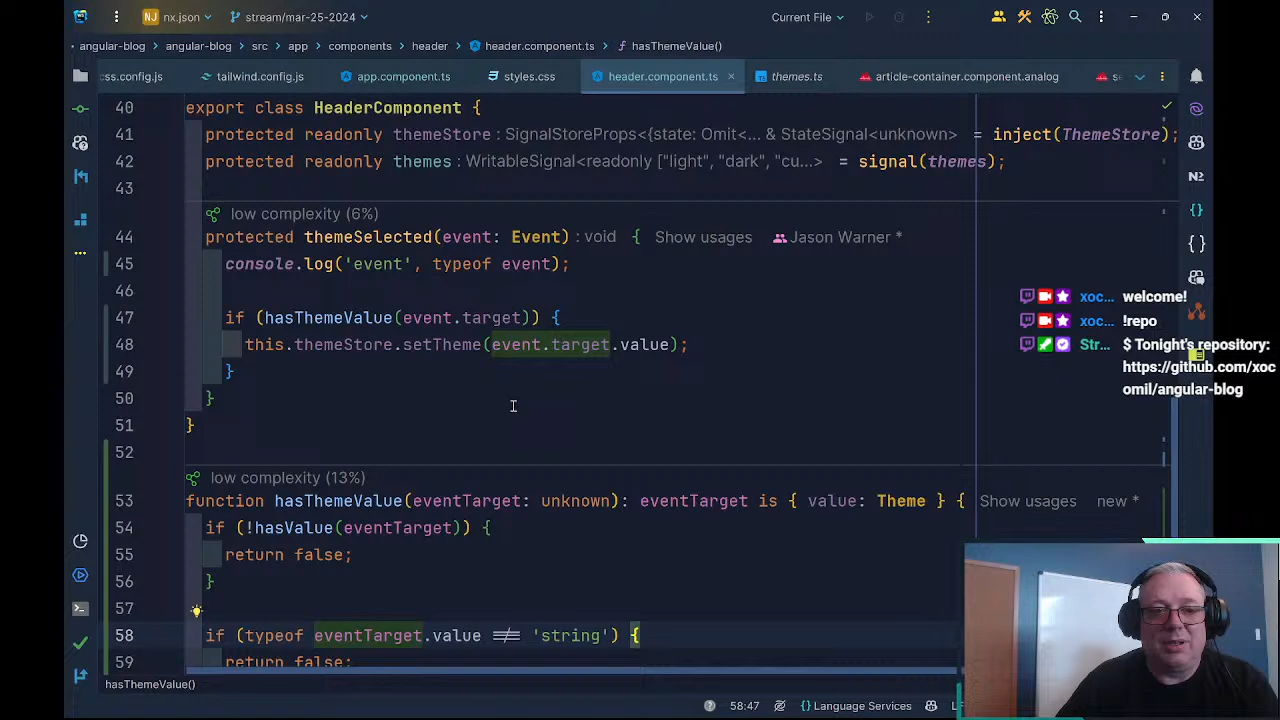 NJ nx.json stream/mar-25-2024 Current File
angular-blog angular-blog src app components header header.component.ts hasThemeValue()
css.config.js tailwind.config.js app.component.ts styles.css header.component.ts themes.ts article-container.component.analog
40 export class HeaderComponent {
41 protected readonly themeStore : SignalStoreProps<{state: Omit<... & StateSignal<unknown> = inject(ThemeStore);
42 protected readonly themes : WritableSignal<readonly ["light", "dark", "cu...> = signal(themes);
43
low complexity (6%)
44 protected themeSelected(event: Event) : void { Show usages Jason Warner *
45 console.log('event', typeof event);
46
47 if (hasThemeValue(event.target)) {
48 this.themeStore.setTheme(event.target.value);
49 }
50 }
51 }
52
low complexity (13%)
53 function hasThemeValue(eventTarget: unknown): eventTarget is { value: Theme } { Show usages new *
54 if (!hasValue(eventTarget)) {
55 return false;
56 }
57
58 if (typeof eventTarget.value !== 'string') {
59 return false;
hasThemeValue()
58:47 {} Language Services
N2
xoc... welcome!
xoc... !repo
Str... $ Tonight's repository:
https://github.com/xoc
omil/angular-blog